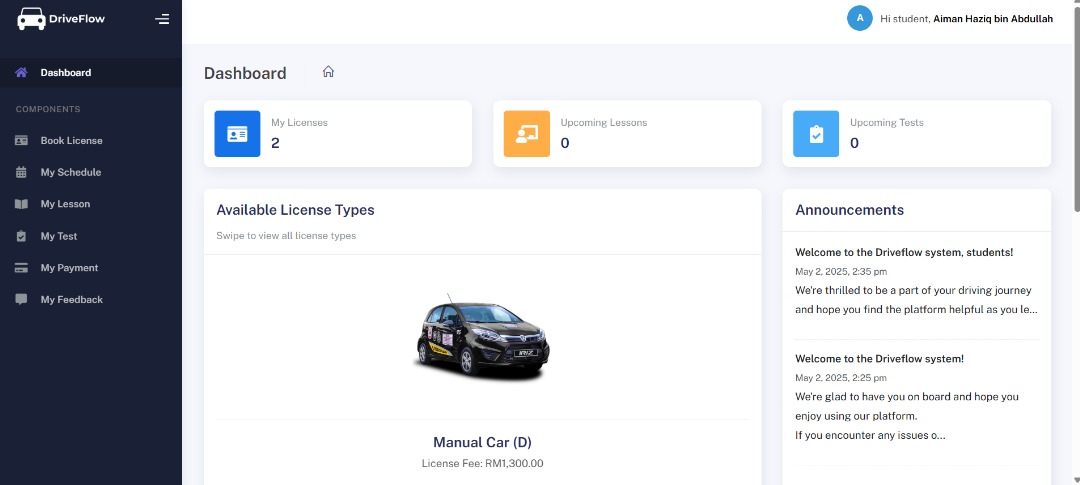 DriveFlow
A
Hi student, Aiman Haziq bin Abdullah
Dashboard
COMPONENTS
Book License
My Schedule
My Lesson
My Test
My Payment
My Feedback
Dashboard
My Licenses
2
Upcoming Lessons
0
Upcoming Tests
0
Available License Types
Swipe to view all license types
IRIZ
Manual Car (D)
License Fee: RM1,300.00
Announcements
Welcome to the Driveflow system, students!
May 2, 2025, 2:35 pm
We're thrilled to be a part of your driving journey
and hope you find the platform helpful as you le...
Welcome to the Driveflow system!
May 2, 2025, 2:25 pm
We're glad to have you on board and hope you
enjoy using our platform.
If you encounter any issues o...